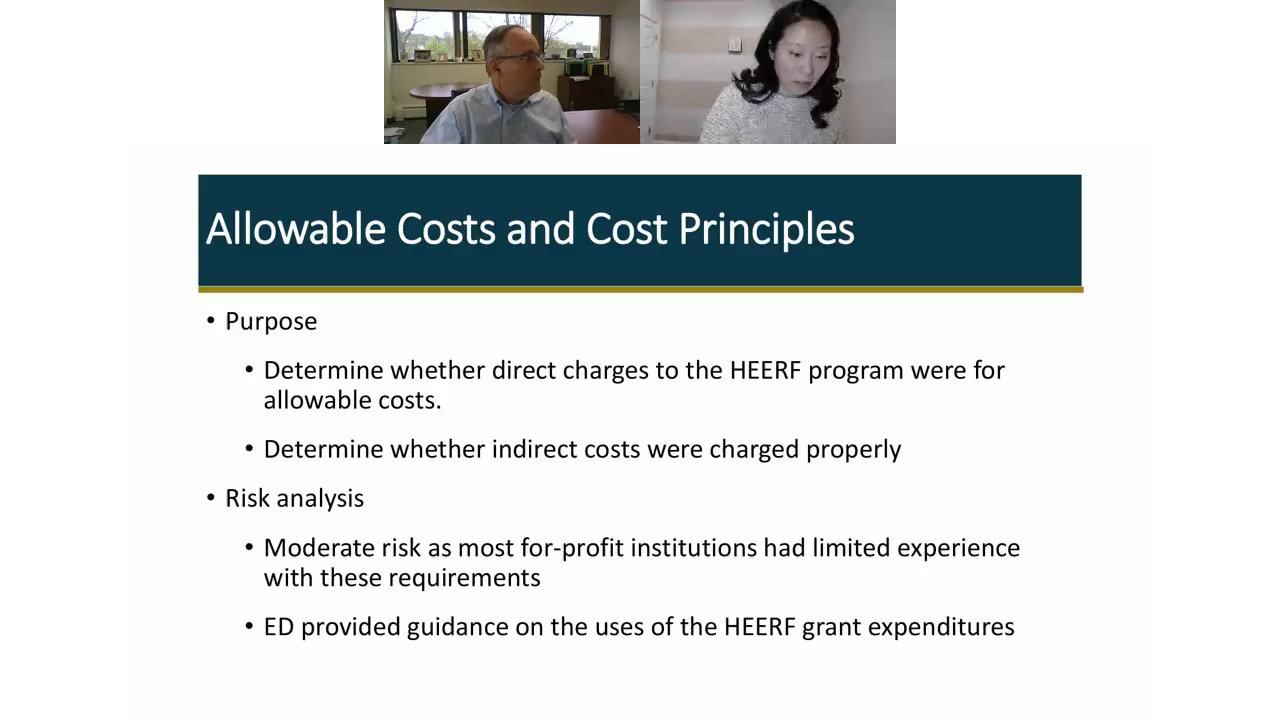 Allowable Costs and Cost Principles
• Purpose
• Determine whether direct charges to the HEERF program were for
allowable costs.
• Determine whether indirect costs were charged properly
• Risk analysis
• Moderate risk as most for-profit institutions had limited experience
with these requirements
• ED provided guidance on the uses of the HEERF grant expenditures